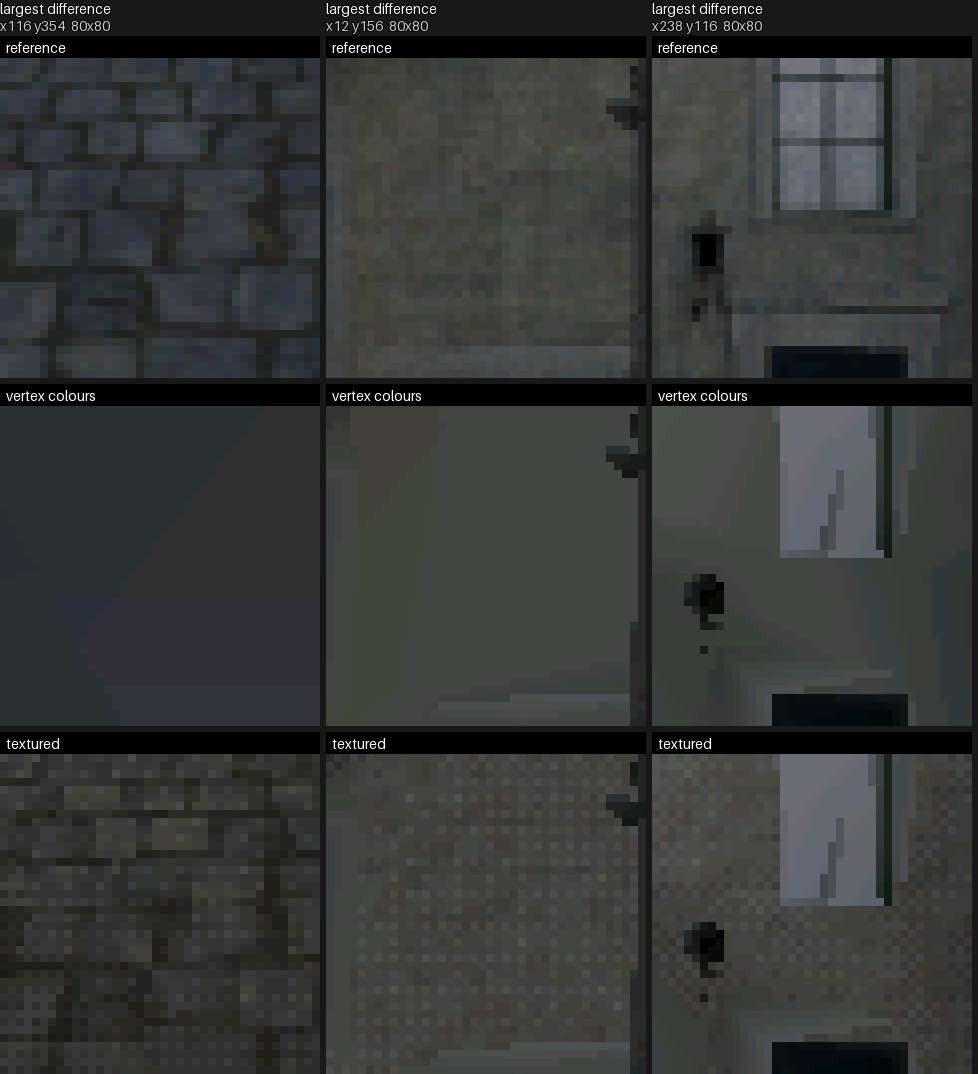 largest difference
x116 y354 80x80
largest difference
x12 y156 80x80
largest difference
x238 y116 80x80
reference
reference
reference
vertex colours
vertex colours
vertex colours
textured
textured
textured